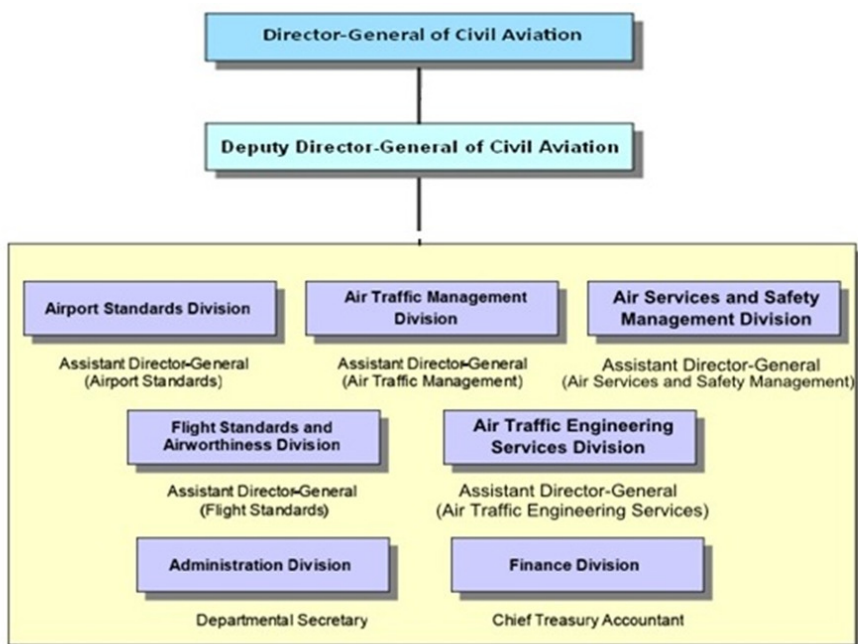 Director-General of Civil Aviation
Deputy Director-General of Civil Aviation
Airport Standards Division
Assistant Director-General
(Airport Standards)
Air Traffic Management
Division
Assistant Director-General
(Air Traffic Management)
Air Services and Safety
Management Division
Assistant Director-General
(Air Services and Safety Management)
Flight Standards and
Airworthiness Division
Assistant Director-General
(Flight Standards)
Air Traffic Engineering
Services Division
Assistant Director-General
(Air Traffic Engineering Services)
Administration Division
Departmental Secretary
Finance Division
Chief Treasury Accountant